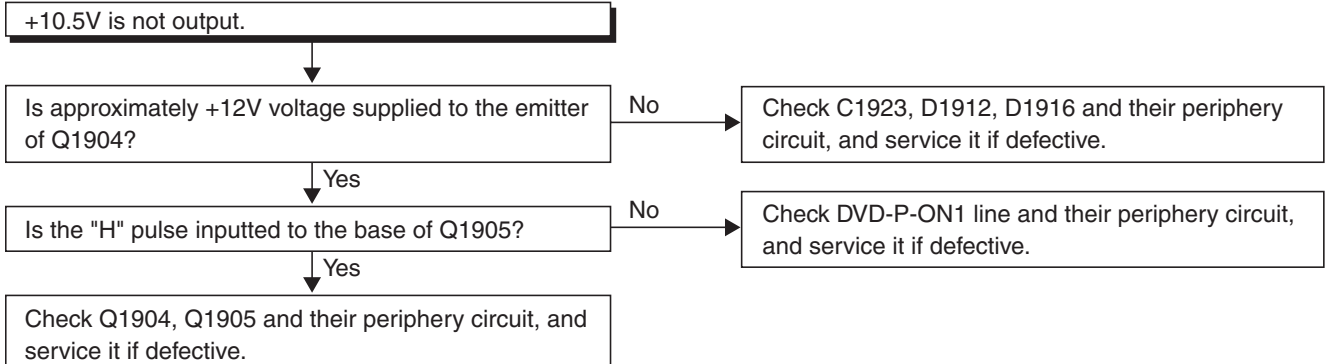 +10.5V is not output.
Is approximately +12V voltage supplied to the emitter
of Q1904?
No
Check C1923, D1912, D1916 and their periphery
circuit, and service it if defective.
Yes
Is the "H" pulse inputted to the base of Q1905?
No
Check DVD-P-ON1 line and their periphery circuit,
and service it if defective.
Yes
Check Q1904, Q1905 and their periphery circuit, and
service it if defective.